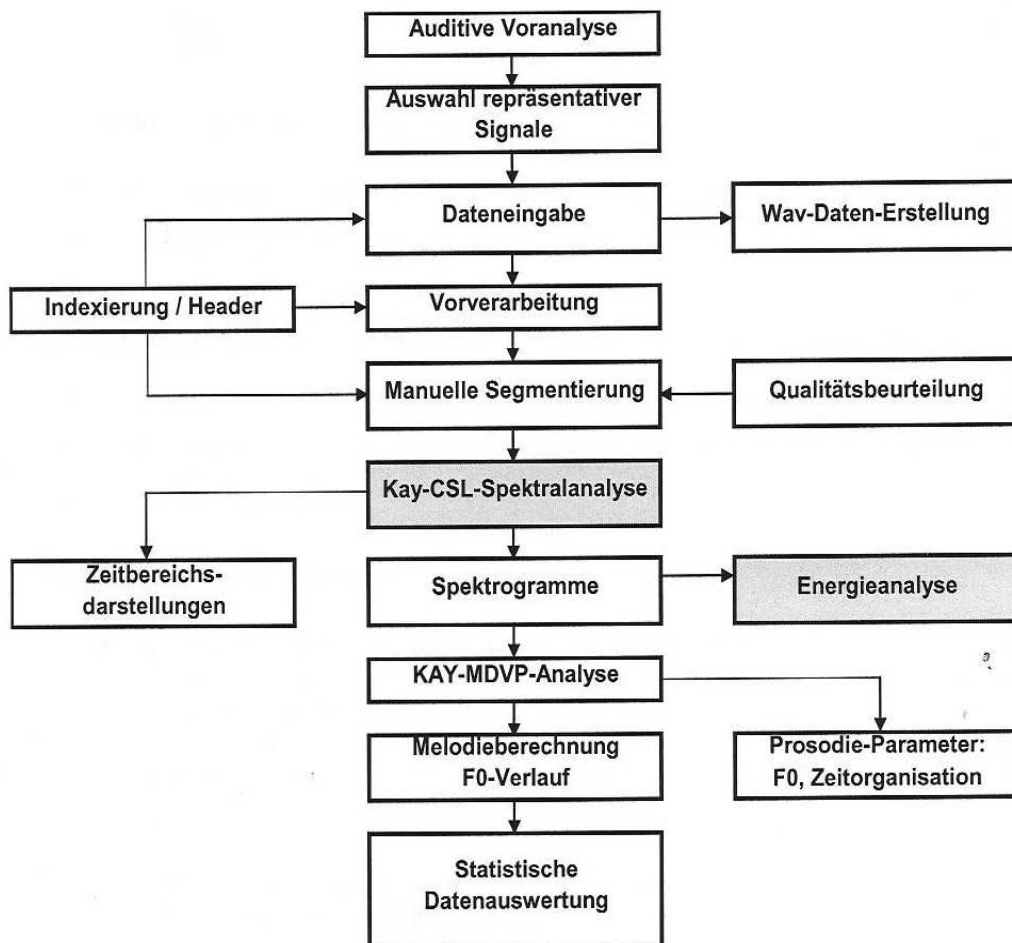 Auditive Voranalyse
Auswahl repräsentativer
Signale
Dateneingabe
Wav-Daten-Erstellung
Indexierung / Header
Vorverarbeitung
Manuelle Segmentierung
Qualitätsbeurteilung
Kay-CSL-Spektralanalyse
Zeitbereichs-
darstellungen
Spektrogramme
Energieanalyse
KAY-MDVP-Analyse
Melodieberechnung
F0-Verlauf
Prosodie-Parameter:
F0, Zeitorganisation
Statistische
Datenauswertung